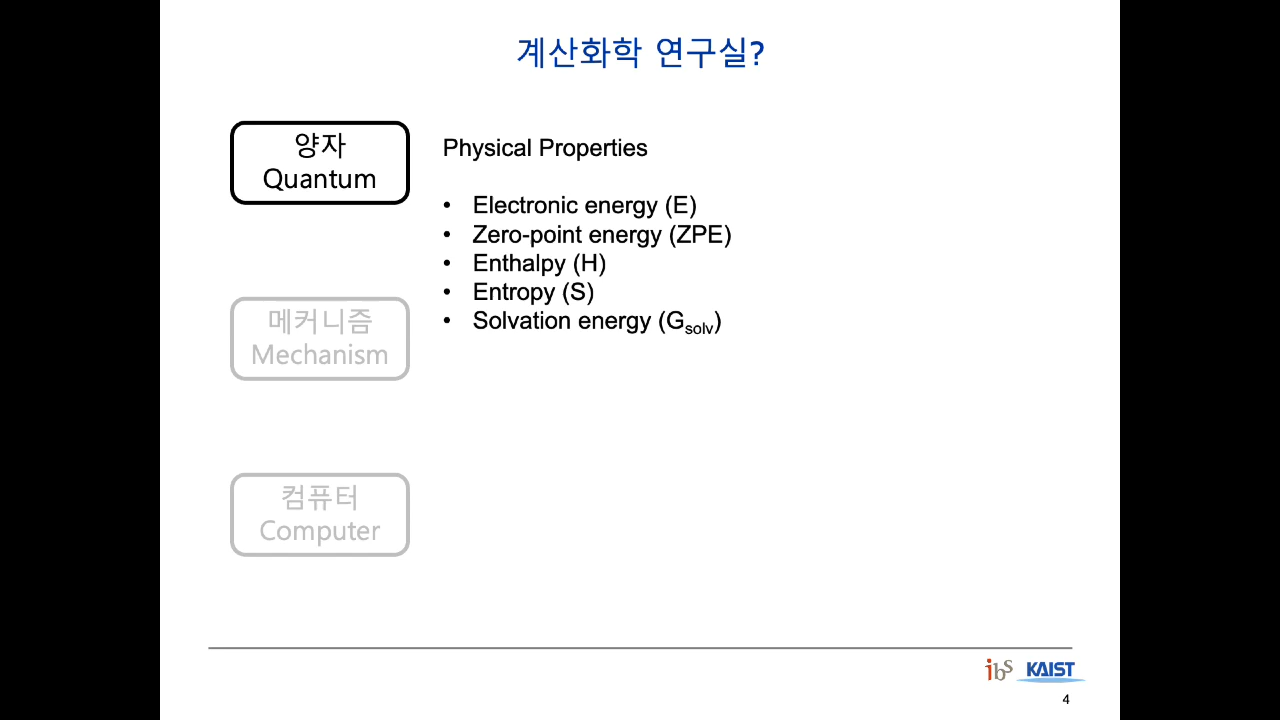 계산화학 연구실?
양자
Quantum
Physical Properties
• Electronic energy (E)
• Zero-point energy (ZPE)
• Enthalpy (H)
• Entropy (S)
• Solvation energy (Gsolv)
메커니즘
Mechanism
컴퓨터
Computer
ibs KAIST
4